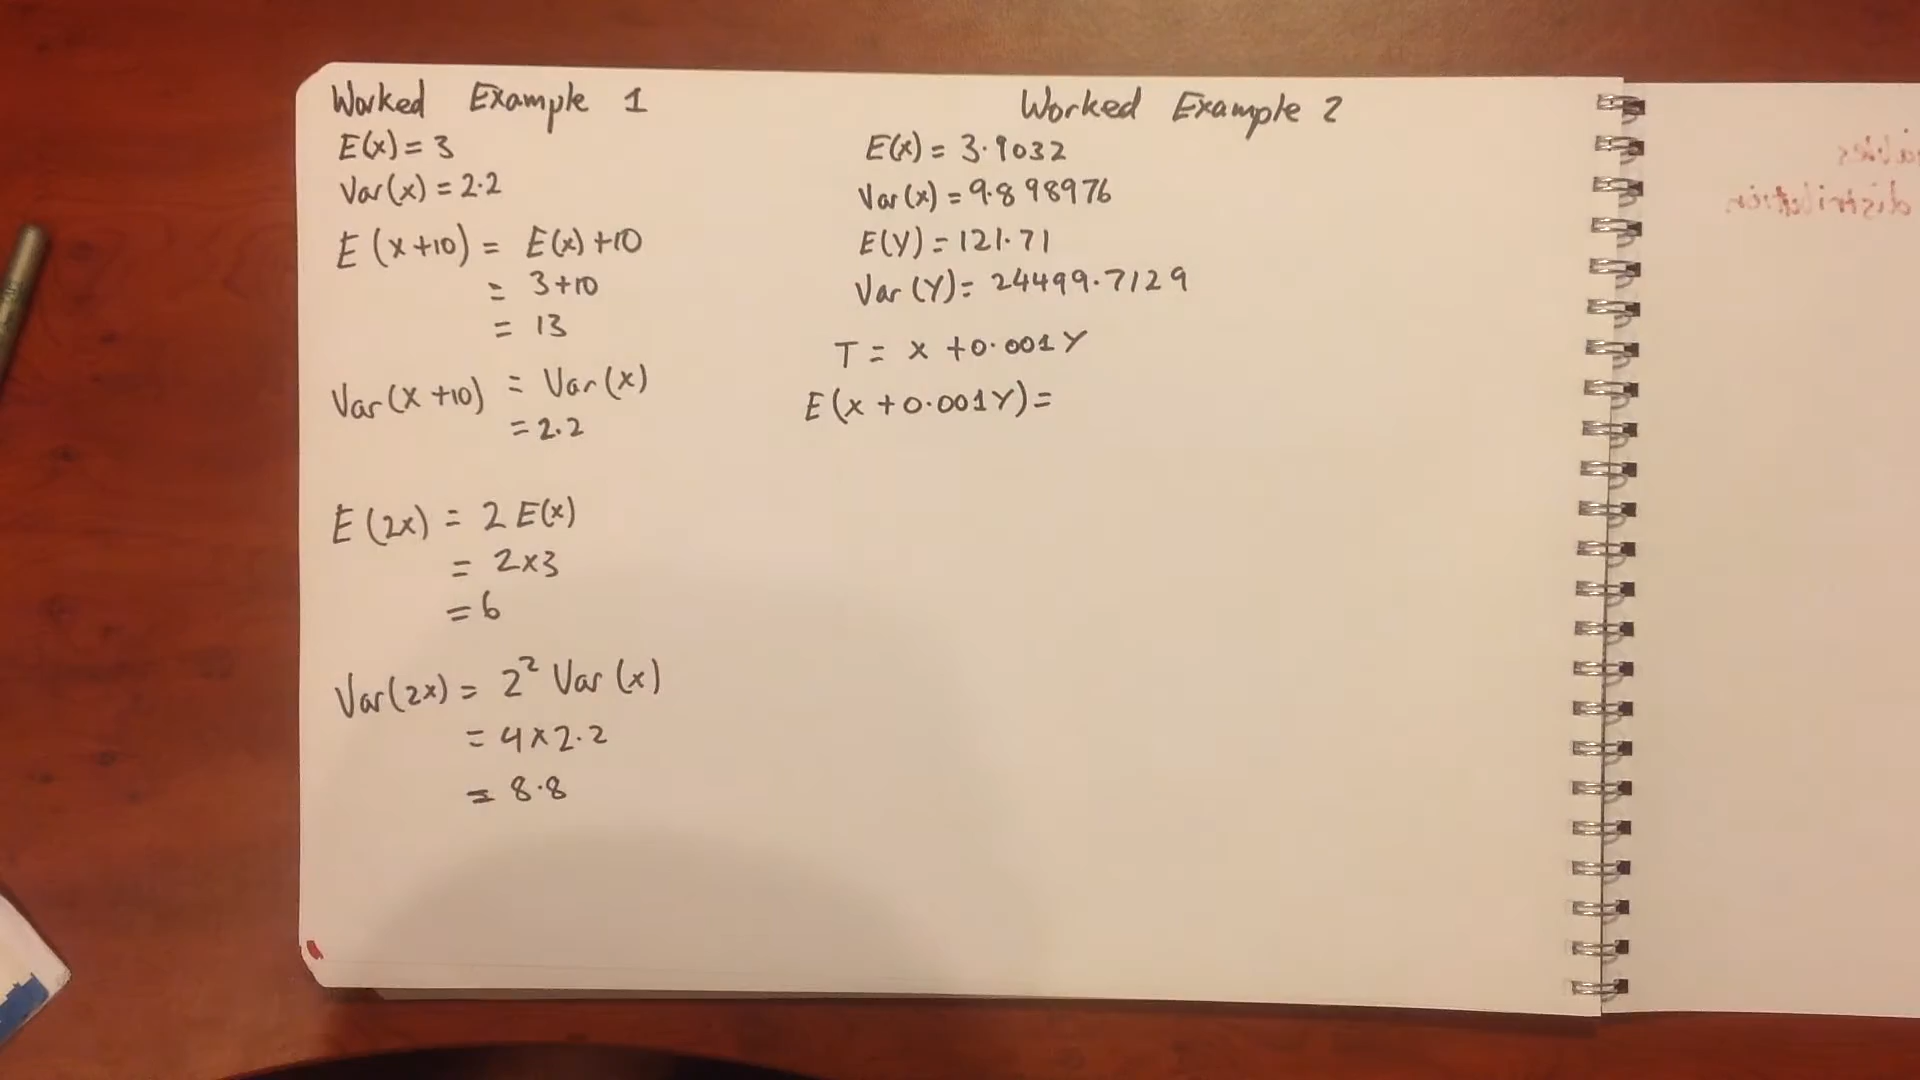 Worked Example 1
E(x) = 3
Var(x) = 2.2
E(x+10) = E(x)+10
= 3+10
= 13
Var(x+10) = Var(x)
= 2.2
E(2x) = 2E(x)
= 2x3
= 6
Var(2x) = 2² Var(x)
= 4x2.2
= 8.8
Worked Example 2
E(x) = 3.9032
Var(x) = 9.898976
E(Y) = 121.71
Var(Y) = 24499.7129
T = x +0.001Y
E(x +0.001Y) =
distribution